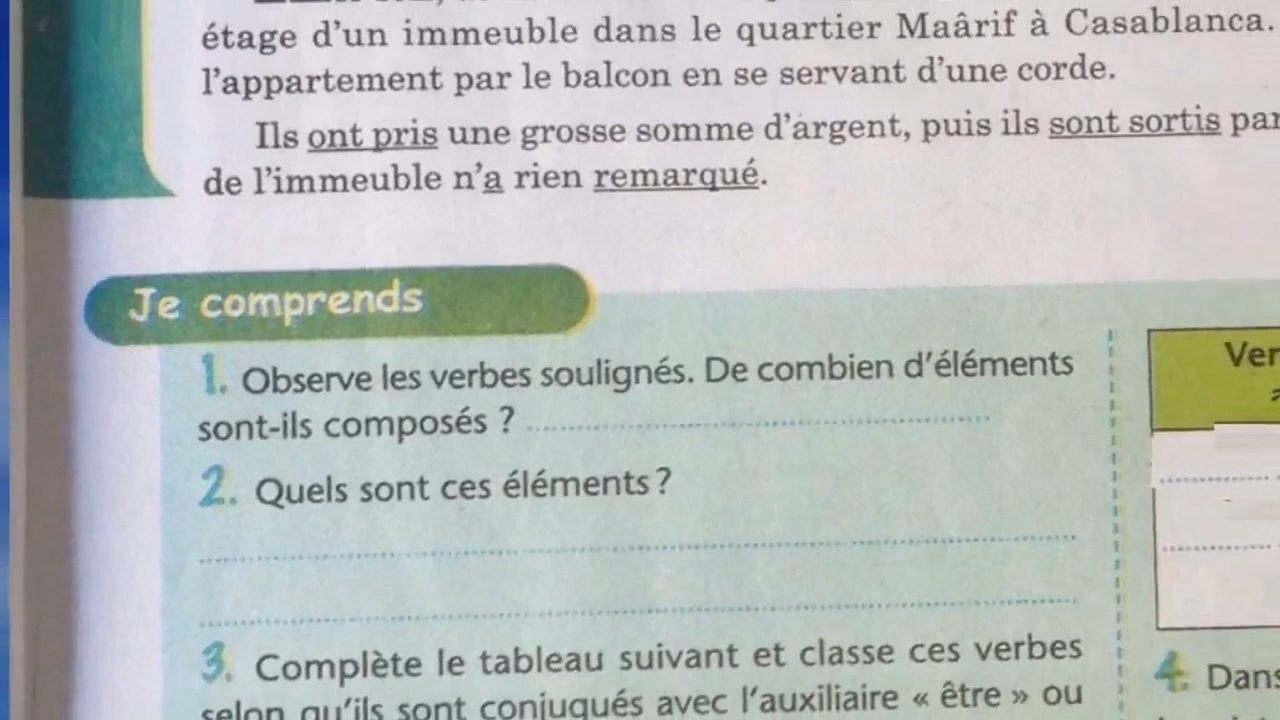 étage d'un immeuble dans le quartier Maârif à Casablanca.
l'appartement par le balcon en se servant d'une corde.
Ils ont pris une grosse somme d'argent, puis ils sont sortis par
de l'immeuble n'a rien remarqué.
Je comprends
1. Observe les verbes soulignés. De combien d'éléments
sont-ils composés ?
2. Quels sont ces éléments ?
3. Complète le tableau suivant et classe ces verbes
selon qu'ils sont conjugués avec l'auxiliaire « être » ou
Ver
4. Dans